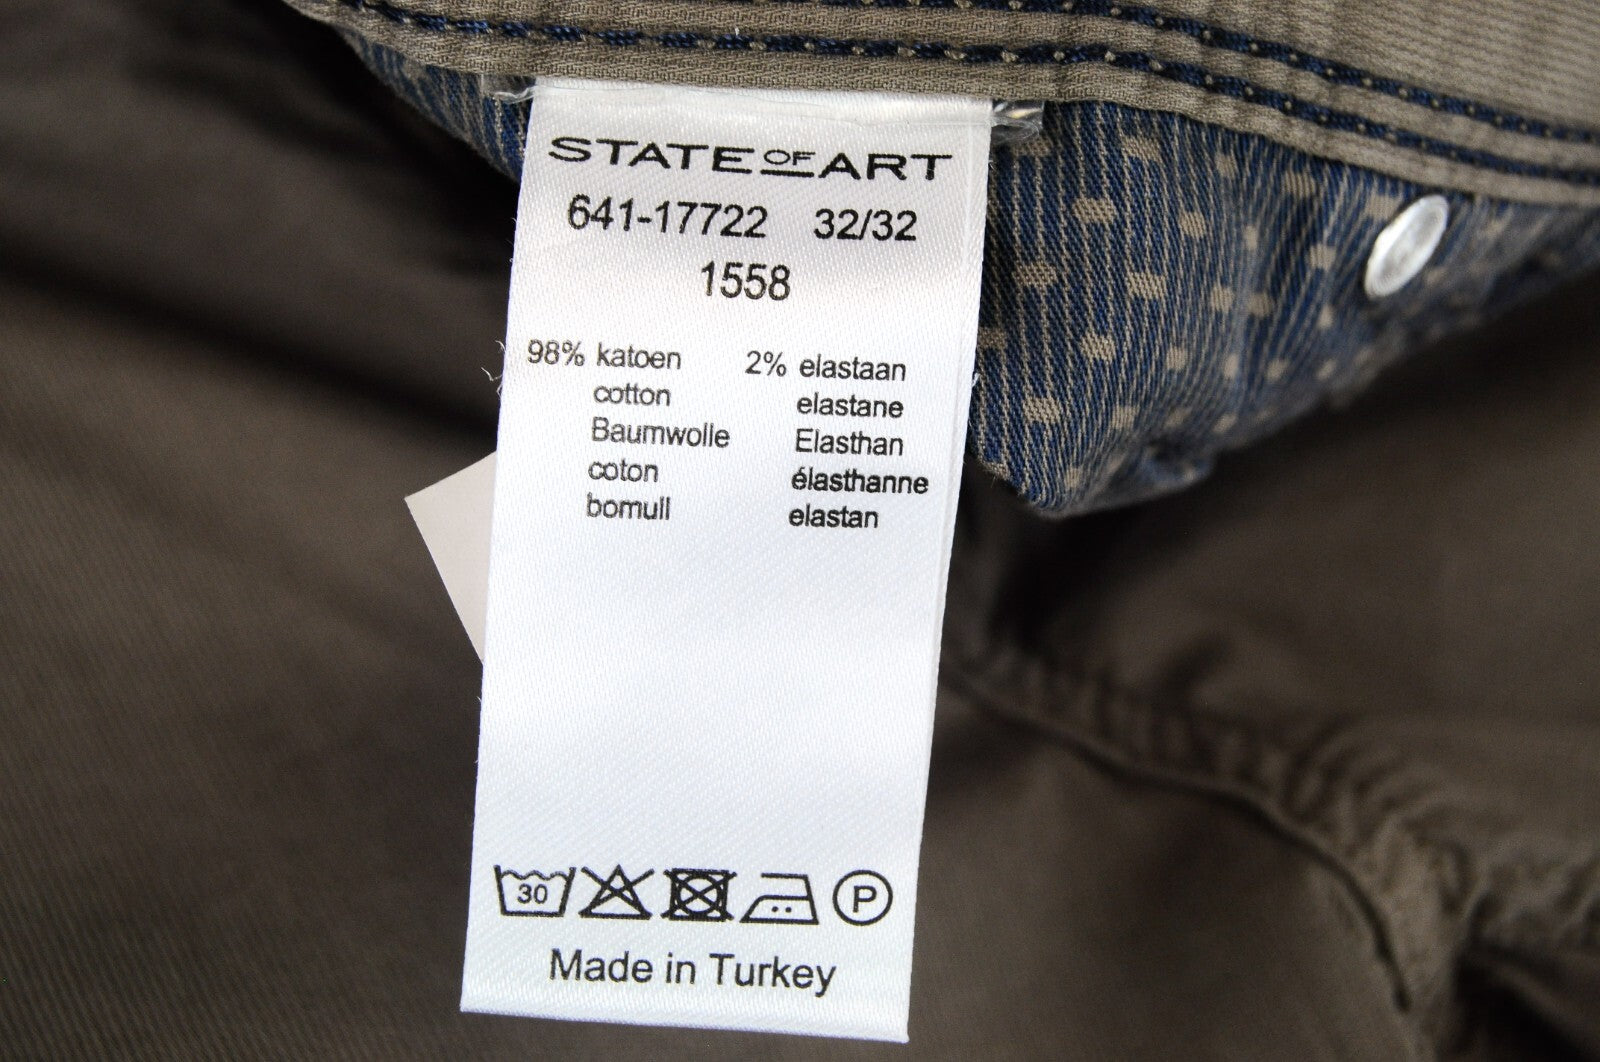 STATE OF ART
641-17722 32/32
1558
98% katoen 2% elastaan
cotton elastane
Baumwolle Elasthan
coton élasthanne
bomull elastan
30 P
Made in Turkey